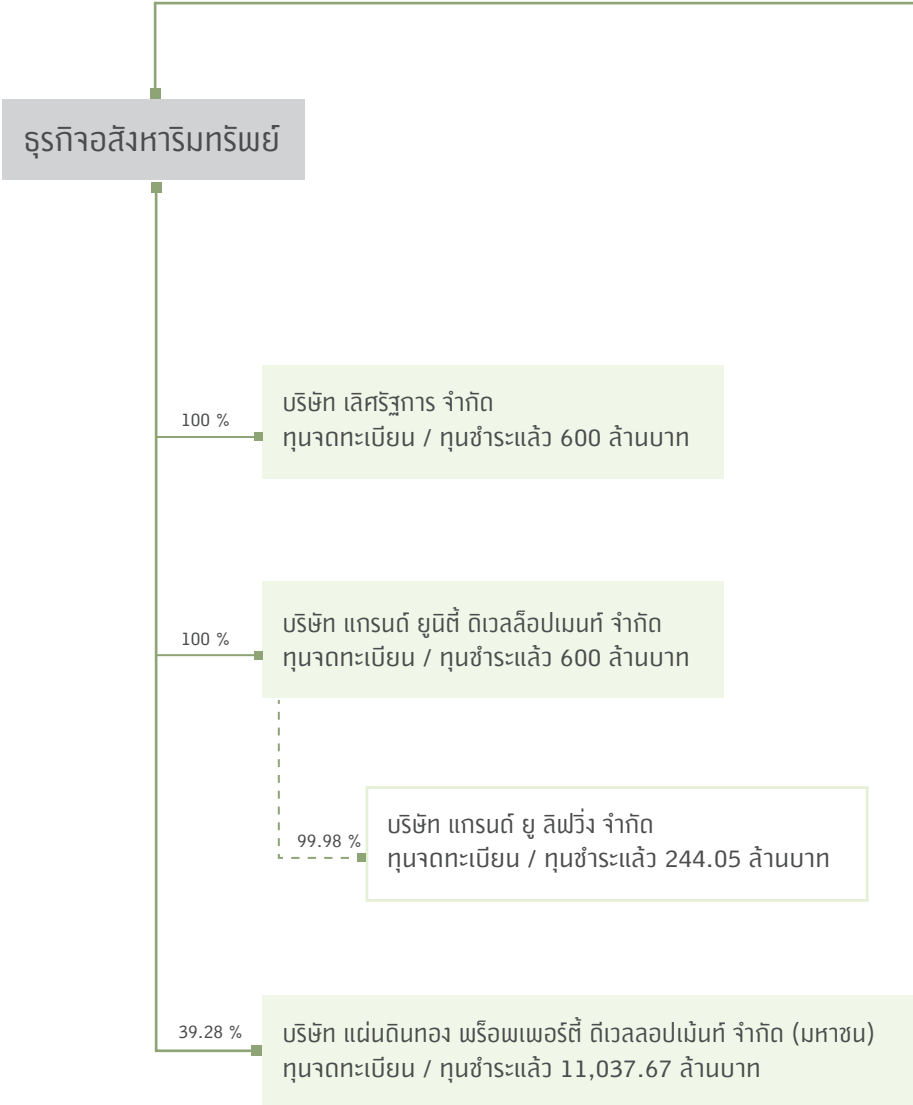 ธุรกิจอสังหาริมทรัพย์
100 %
บริษัท เลิศรัฐการ จำกัด
ทุนจดทะเบียน / ทุนชำระแล้ว 600 ล้านบาท
100 %
บริษัท แกรนด์ ยูนิตี้ ดิเวลล็อปเมนท์ จำกัด
ทุนจดทะเบียน / ทุนชำระแล้ว 600 ล้านบาท
99.98 %
บริษัท แกรนด์ ยู ลิฟวิ่ง จำกัด
ทุนจดทะเบียน / ทุนชำระแล้ว 244.05 ล้านบาท
39.28 %
บริษัท แผ่นดินทอง พร็อพเพอร์ตี้ ดีเวลลอปเม้นท์ จำกัด (มหาชน)
ทุนจดทะเบียน / ทุนชำระแล้ว 11,037.67 ล้านบาท